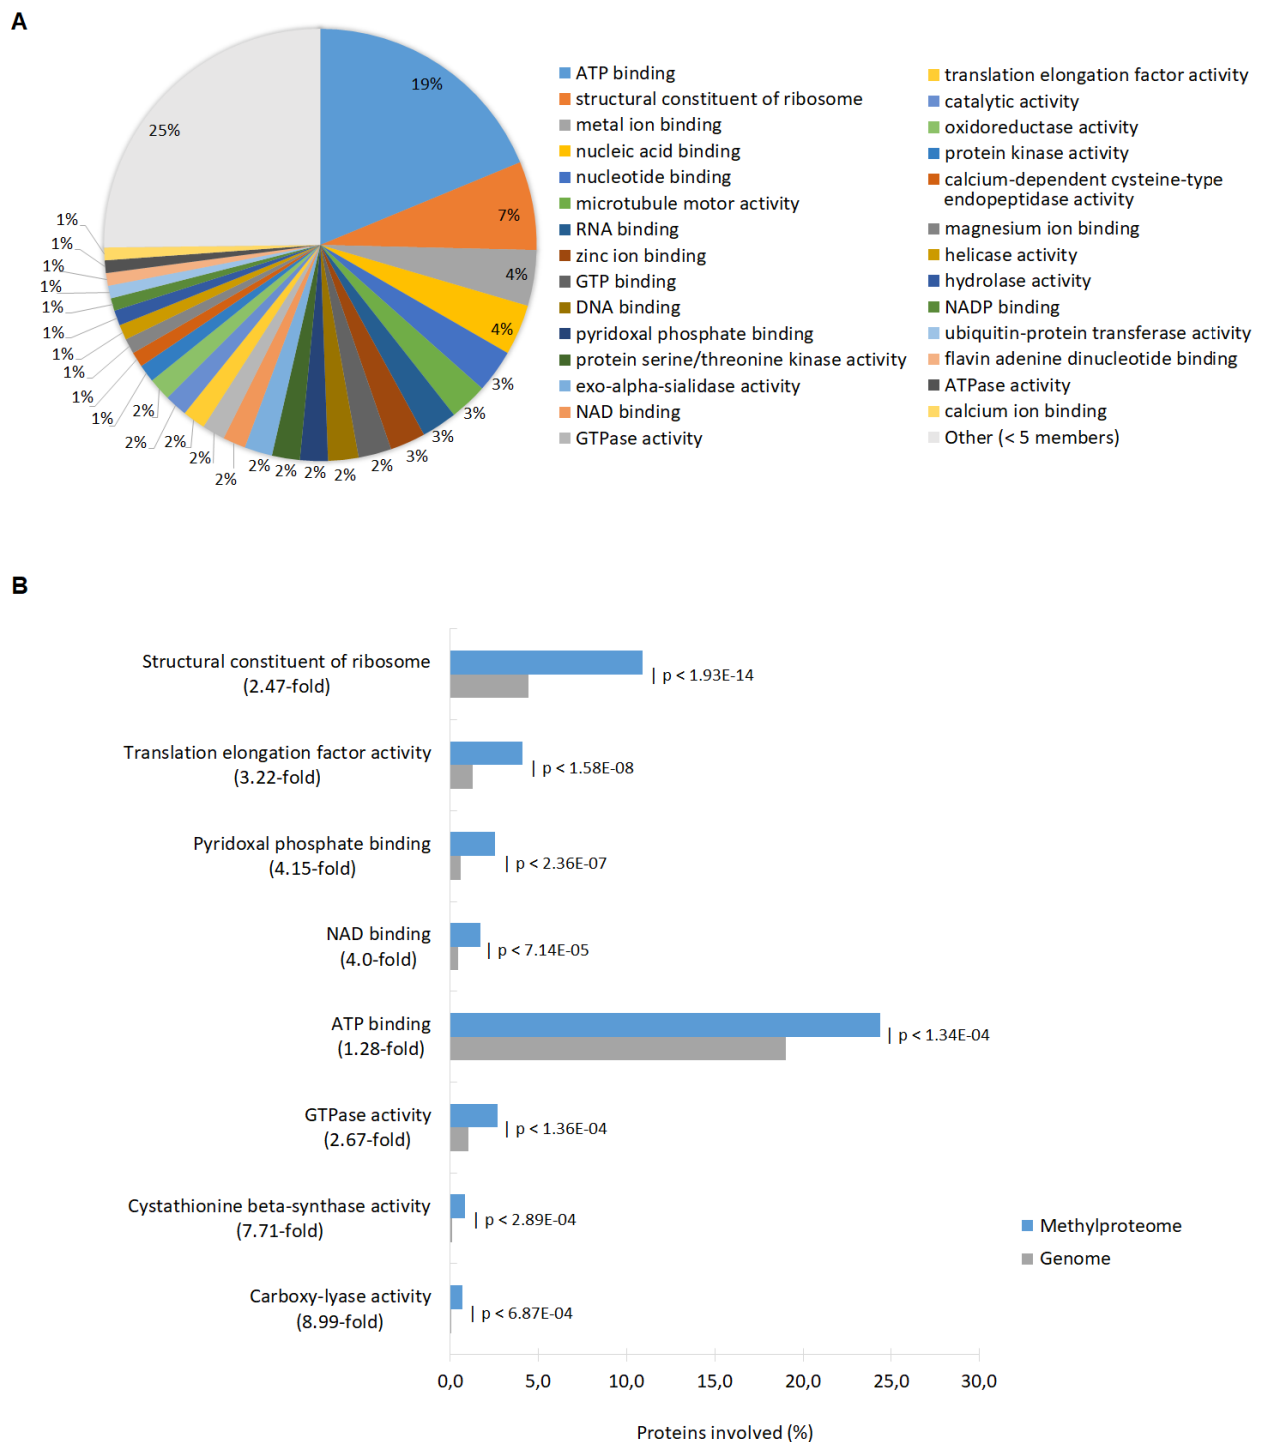 A
19%
7%
4%
4%
3%
3%
3%
3%
2%
2%
2%
2%
2%
2%
2%
2%
2%
2%
1%
1%
1%
1%
1%
1%
1%
1%
1%
1%
25%
ATP binding
structural constituent of ribosome
metal ion binding
nucleic acid binding
nucleotide binding
microtubule motor activity
RNA binding
zinc ion binding
GTP binding
DNA binding
pyridoxal phosphate binding
protein serine/threonine kinase activity
exo-alpha-sialidase activity
NAD binding
GTPase activity
translation elongation factor activity
catalytic activity
oxidoreductase activity
protein kinase activity
calcium-dependent cysteine-type
endopeptidase activity
magnesium ion binding
helicase activity
hydrolase activity
NADP binding
ubiquitin-protein transferase activity
flavin adenine dinucleotide binding
ATPase activity
calcium ion binding
Other (< 5 members)
B
Structural constituent of ribosome
(2.47-fold)
| p < 1.93E-14
Translation elongation factor activity
(3.22-fold)
| p < 1.58E-08
Pyridoxal phosphate binding
(4.15-fold)
| p < 2.36E-07
NAD binding
(4.0-fold)
| p < 7.14E-05
ATP binding
(1.28-fold)
| p < 1.34E-04
GTPase activity
(2.67-fold)
| p < 1.36E-04
Cystathionine beta-synthase activity
(7.71-fold)
| p < 2.89E-04
Carboxy-lyase activity
(8.99-fold)
| p < 6.87E-04
Methylproteome
Genome
0,0 5,0 10,0 15,0 20,0 25,0 30,0
Proteins involved (%)